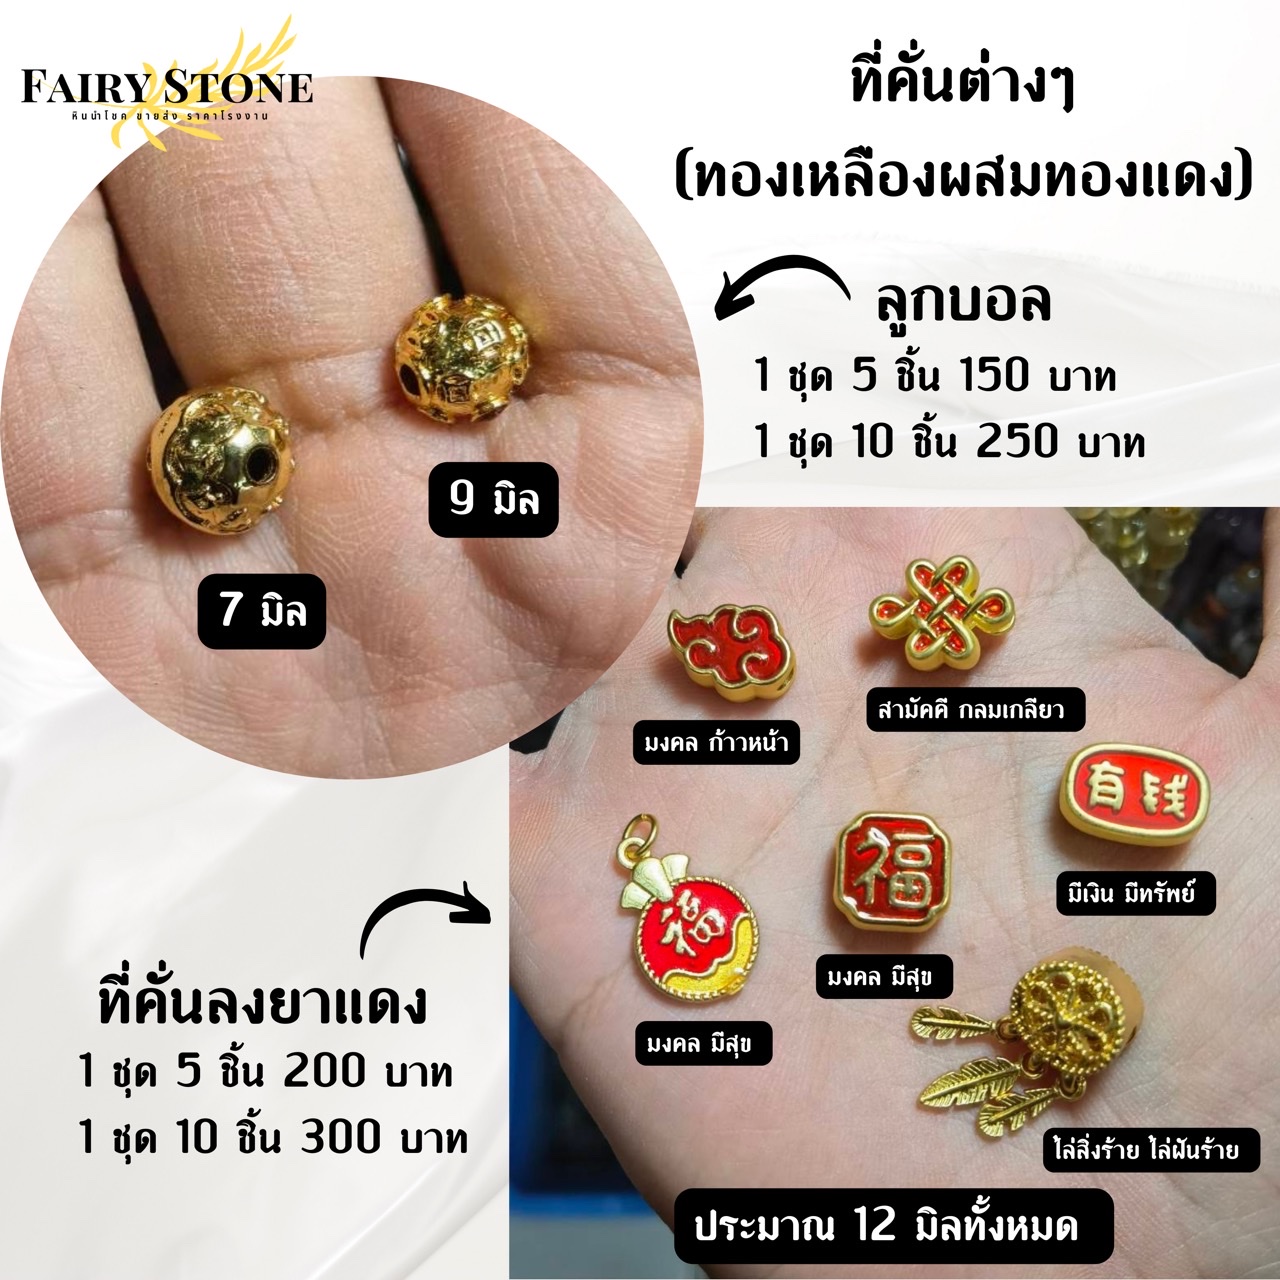 FAIRY STONE
หินนำโชค ขายส่ง ราคาโรงงาน
ที่คั่นต่างๆ
(ทองเหลืองผสมทองแดง)
ลูกบอล
1 ชุด 5 ชิ้น 150 บาท
1 ชุด 10 ชิ้น 250 บาท
9 มิล
7 มิล
มงคล ก้าวหน้า
สามัคคี กลมเกลียว
有钱
มีเงิน มีทรัพย์
福
มงคล มีสุข
福
มงคล มีสุข
ไล่สิ่งร้าย ไล่ฝันร้าย
ที่คั่นลงยาแดง
1 ชุด 5 ชิ้น 200 บาท
1 ชุด 10 ชิ้น 300 บาท
ประมาณ 12 มิลทั้งหมด